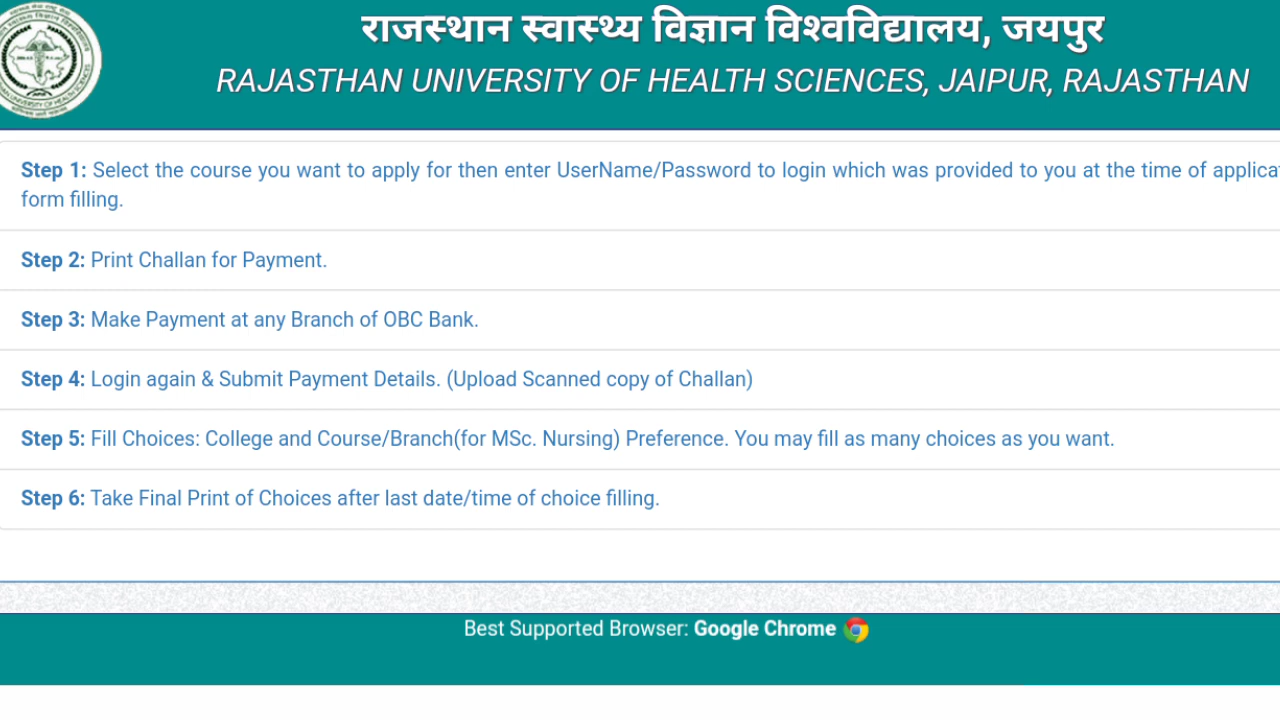 राजस्थान स्वास्थ्य विज्ञान विश्वविद्यालय, जयपुर
RAJASTHAN UNIVERSITY OF HEALTH SCIENCES, JAIPUR, RAJASTHAN
Step 1: Select the course you want to apply for then enter UserName/Password to login which was provided to you at the time of
form filling.
Step 2: Print Challan for Payment.
Step 3: Make Payment at any Branch of OBC Bank.
Step 4: Login again & Submit Payment Details. (Upload Scanned copy of Challan)
Step 5: Fill Choices: College and Course/Branch(for MSc. Nursing) Preference. You may fill as many choices as you want.
Step 6: Take Final Print of Choices after last date/time of choice filling.
Best Supported Browser: Google Chrome